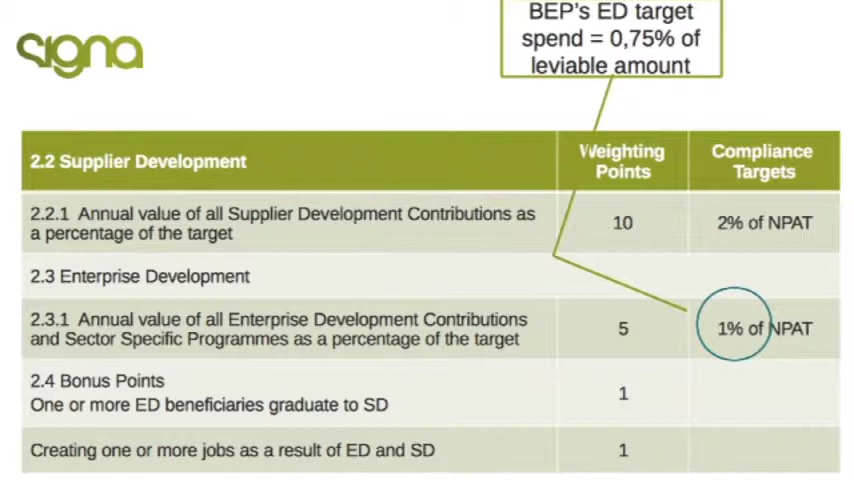 BEP's ED target
spend = 0,75% of
leviable amount
signa
2.2 Supplier Development
Weighting
Points
Compliance
Targets
2.2.1 Annual value of all Supplier Development Contributions as
a percentage of the target
10
2% of NPAT
2.3 Enterprise Development
2.3.1 Annual value of all Enterprise Development Contributions
and Sector Specific Programmes as a percentage of the target
5
1% of NPAT
2.4 Bonus Points
One or more ED beneficiaries graduate to SD
1
Creating one or more jobs as a result of ED and SD
1